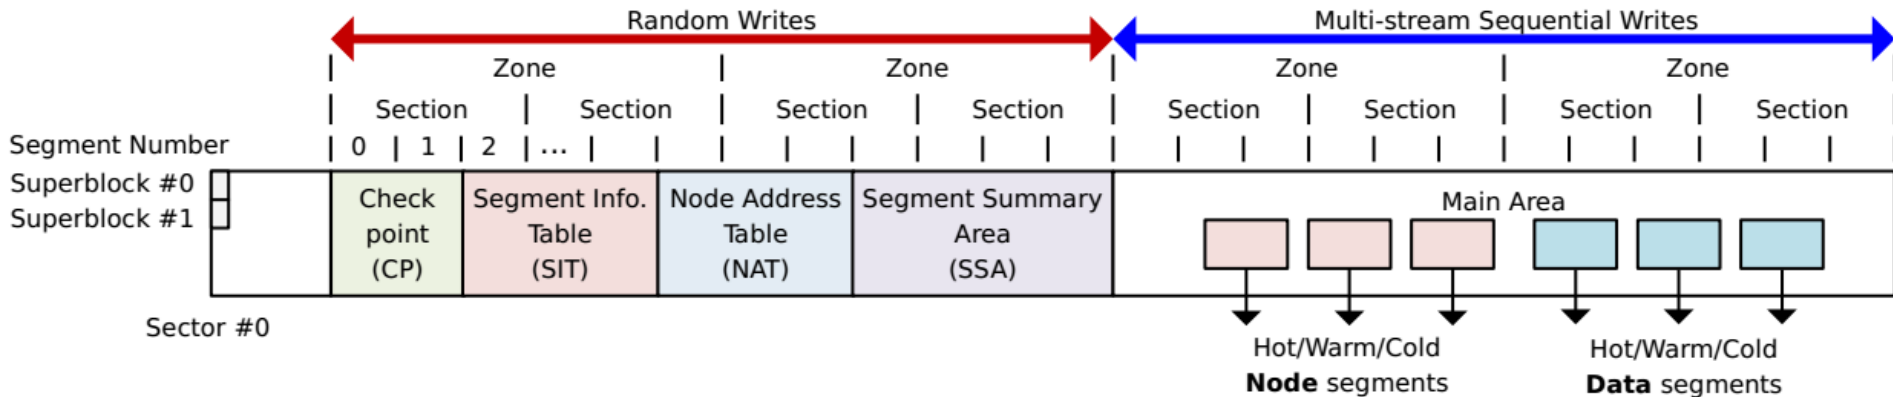 Random Writes
Multi-stream Sequential Writes
Zone
Zone
Zone
Zone
Section
Section
Section
Section
Section
Section
Section
Section
Segment Number
0
1
2
...
Superblock #0
Superblock #1
Check
point
(CP)
Segment Info.
Table
(SIT)
Node Address
Table
(NAT)
Segment Summary
Area
(SSA)
Main Area
Sector #0
Hot/Warm/Cold
Node segments
Hot/Warm/Cold
Data segments